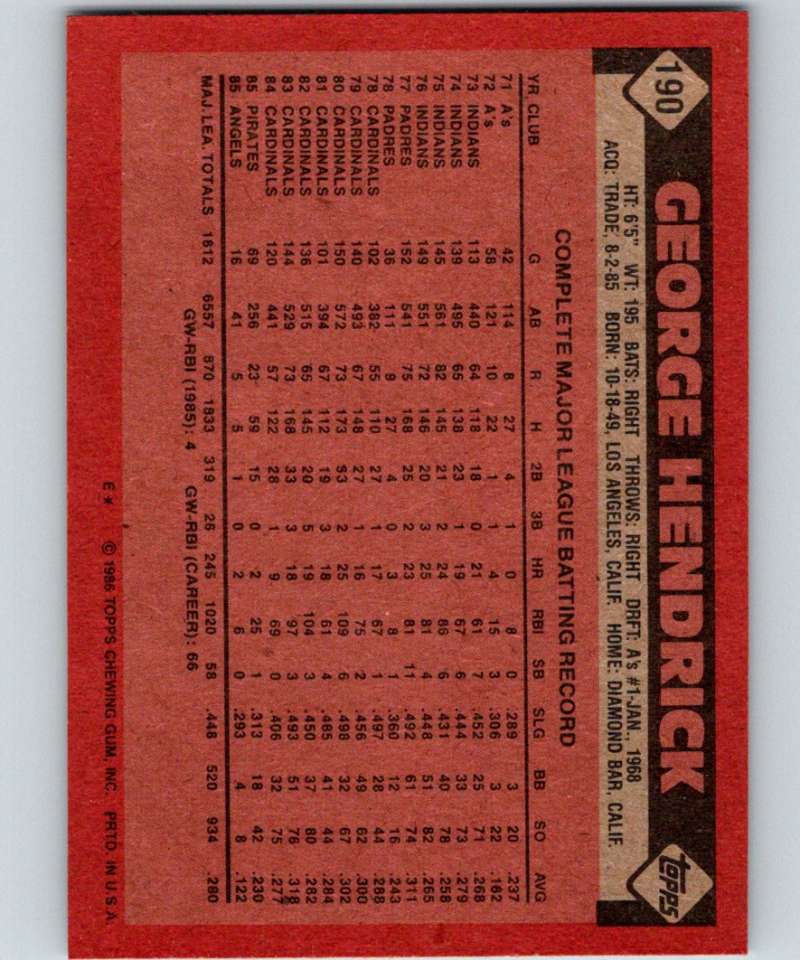 190 GEORGE HENDRICK topps
HT: 6'5" WT: 195 BATS: RIGHT THROWS: RIGHT DRFT: A's #1-JAN., 1968
ACQ: TRADE, 8-2-85 BORN: 10-18-49, LOS ANGELES, CALIF. HOME: DIAMOND BAR, CALIF.
COMPLETE MAJOR LEAGUE BATTING RECORD
YR CLUB G AB R H 2B 3B HR RBI SB SLG BB SO AVG
71 A's 42 114 8 27 4 1 0 8 0 .289 3 20 .237
72 A's 58 121 10 22 1 1 4 15 3 .306 3 22 .182
73 INDIANS 113 440 64 118 18 0 21 61 7 .452 25 71 .268
74 INDIANS 139 495 65 138 23 1 19 67 6 .444 33 73 .279
75 INDIANS 145 561 82 145 21 2 24 86 6 .431 40 78 .258
76 INDIANS 149 551 72 146 20 3 25 81 4 .448 51 82 .265
77 PADRES 152 541 75 168 25 2 23 81 11 .492 61 74 .311
78 PADRES 36 111 9 27 4 0 3 8 1 .360 12 16 .243
78 CARDINALS 102 382 55 110 27 1 17 67 1 .497 28 44 .288
79 CARDINALS 140 493 67 148 27 1 16 75 2 .456 49 62 .300
80 CARDINALS 150 572 73 173 33 2 25 109 6 .498 32 67 .302
81 CARDINALS 101 394 67 112 19 3 18 61 4 .485 41 44 .284
82 CARDINALS 136 515 65 145 20 5 19 104 3 .450 37 80 .282
83 CARDINALS 144 529 73 168 33 3 18 97 3 .493 51 76 .318
84 CARDINALS 120 441 57 122 28 1 9 69 0 .406 32 75 .277
85 PIRATES 69 256 23 59 15 0 2 25 1 .313 18 42 .230
85 ANGELS 16 41 5 5 1 0 2 6 0 .293 4 8 .122
MAJ. LEA. TOTALS 1812 6557 870 1833 319 26 245 1020 58 .448 520 934 .280
GW-RBI (1985): 4 GW-RBI (CAREER): 66
E* © 1986 TOPPS CHEWING GUM, INC. PRTD. IN U.S.A.